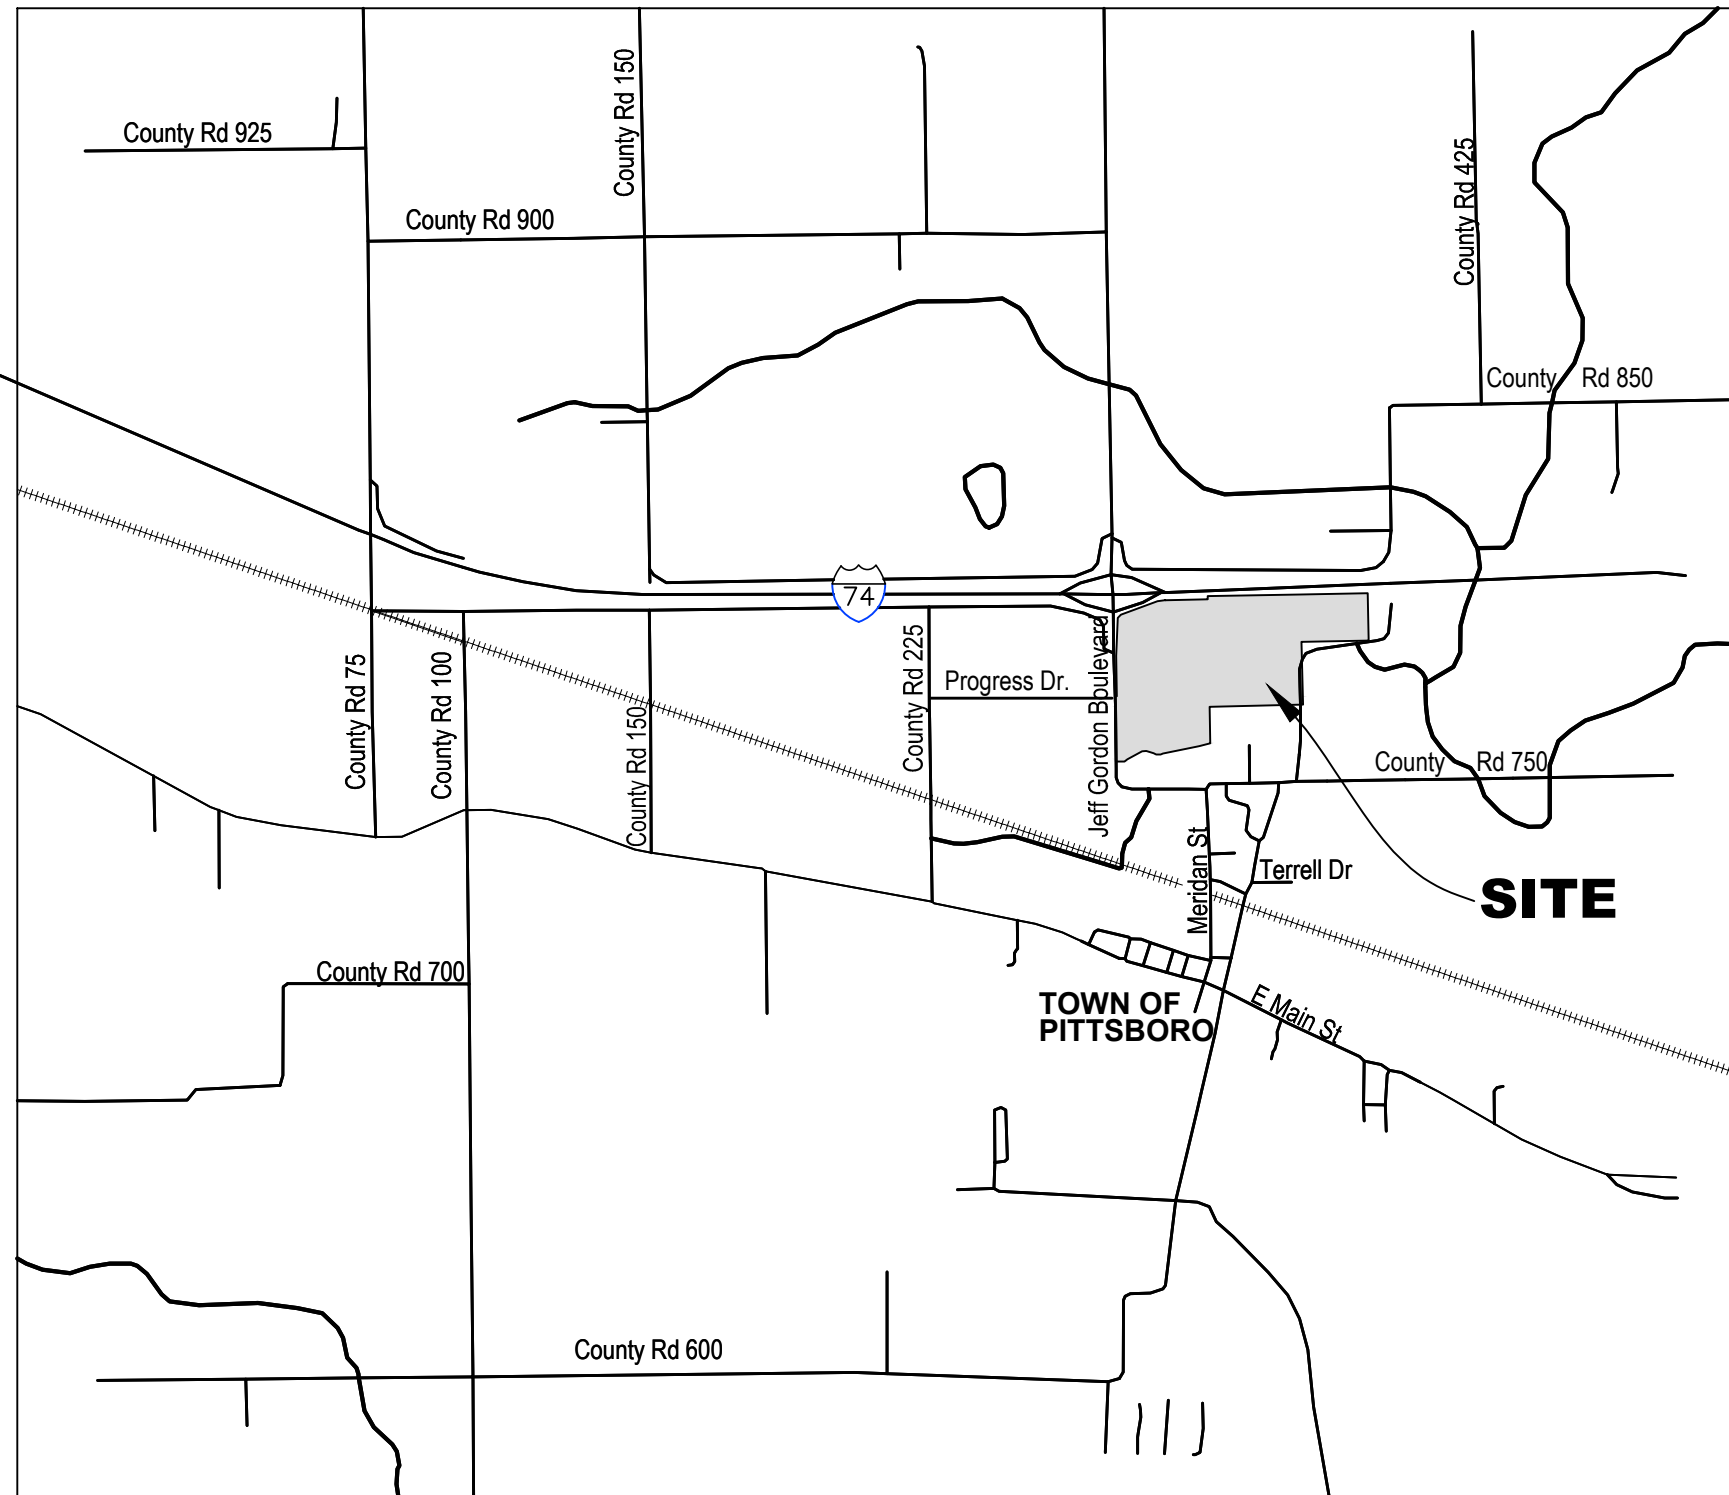 County Rd 150
County Rd 925
County Rd 425
County Rd 900
County Rd 850
74
County Rd 75
County Rd 100
County Rd 150
County Rd 225
Progress Dr.
Jeff Gordon Bouleyard
County Rd 750
Meridan St
Terrell Dr
SITE
County Rd 700
TOWN OF
PITTSBORO
E Main St
County Rd 600